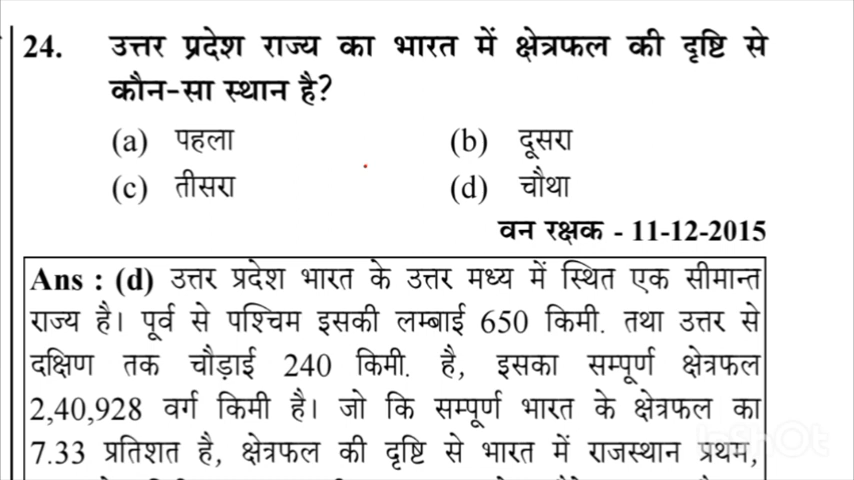 24. उत्तर प्रदेश राज्य का भारत में क्षेत्रफल की दृष्टि से
कौन-सा स्थान है?
(a) पहला (b) दूसरा
(c) तीसरा (d) चौथा
वन रक्षक - 11-12-2015
Ans : (d) उत्तर प्रदेश भारत के उत्तर मध्य में स्थित एक सीमान्त
राज्य है। पूर्व से पश्चिम इसकी लम्बाई 650 किमी. तथा उत्तर से
दक्षिण तक चौड़ाई 240 किमी. है, इसका सम्पूर्ण क्षेत्रफल
2,40,928 वर्ग किमी है। जो कि सम्पूर्ण भारत के क्षेत्रफल का
7.33 प्रतिशत है, क्षेत्रफल की दृष्टि से भारत में राजस्थान प्रथम,